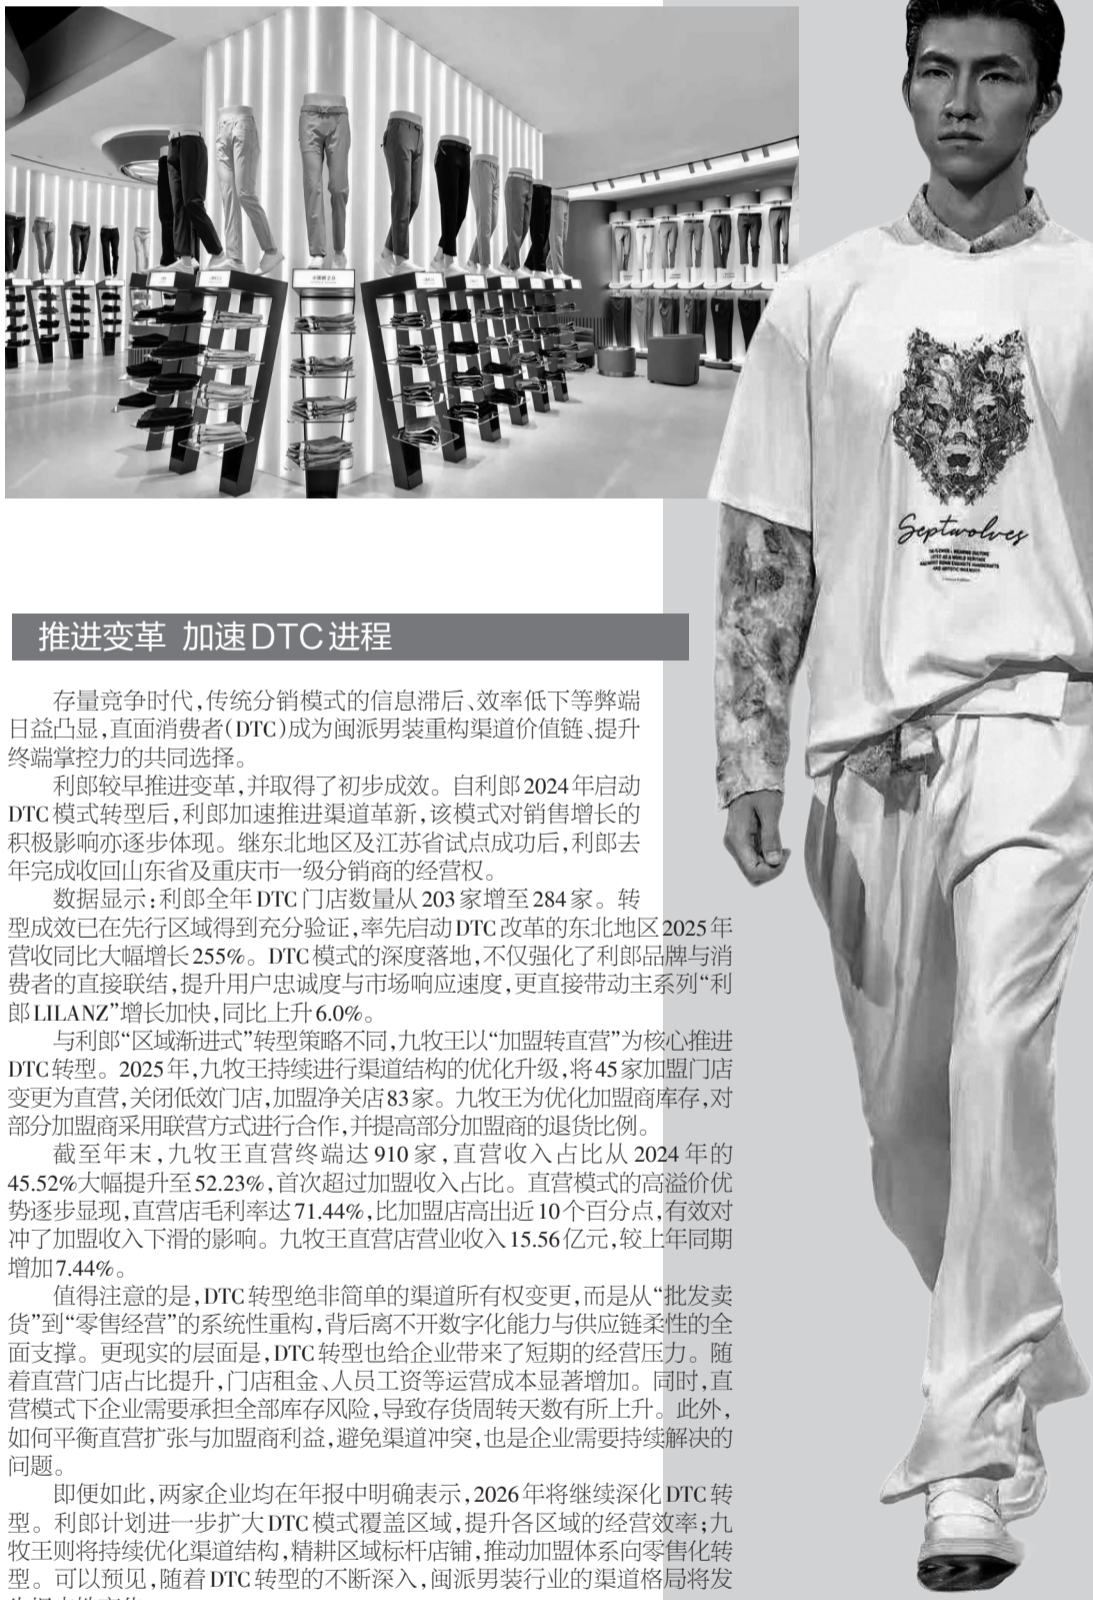 Septwolves
推进变革 加速DTC进程
存量竞争时代，传统分销模式的信息滞后、效率低下等弊端
日益凸显，直面消费者（DTC）成为闽派男装重构渠道价值链、提升
终端掌控力的共同选择。
利郎较早推进变革，并取得了初步成效。自利郎2024年启动
DTC模式转型后，利郎加速推进渠道革新，该模式对销售增长的
积极影响亦逐步体现。继东北地区及江苏省试点成功后，利郎去
年完成收回山东省及重庆市一级分销商的经营权。
数据显示：利郎全年DTC门店数量从203家增至284家。转
型成效已在先行区域得到充分验证，率先启动DTC改革的东北地区2025年
营收同比大幅增长255%。DTC模式的深度落地，不仅强化了利郎品牌与消
费者的直接联结，提升用户忠诚度与市场响应速度，更直接带动主系列“利
郎LILANZ”增长加快，同比上升6.0%。
与利郎“区域渐进式”转型策略不同，九牧王以“加盟转直营”为核心推进
DTC转型。2025年，九牧王持续进行渠道结构的优化升级，将45家加盟门店
变更为直营，关闭低效门店，加盟净关店83家。九牧王为优化加盟商库存，对
部分加盟商采用联营方式进行合作，并提高部分加盟商的退货比例。
截至年末，九牧王直营终端达910家，直营收入占比从2024年的
45.52%大幅提升至52.23%，首次超过加盟收入占比。直营模式的高溢价优
势逐步显现，直营店毛利率达71.44%，比加盟店高出近10个百分点，有效对
冲了加盟收入下滑的影响。九牧王直营店营业收入15.56亿元，较上年同期
增加7.44%。
值得注意的是，DTC转型绝非简单的渠道所有权变更，而是从“批发卖
货”到“零售经营”的系统性重构，背后离不开数字化能力与供应链柔性的全
面支撑。更现实的层面是，DTC转型也给企业带来了短期的经营压力。随
着直营门店占比提升，门店租金、人员工资等运营成本显著增加。同时，直
营模式下企业需要承担全部库存风险，导致存货周转天数有所上升。此外，
如何平衡直营扩张与加盟商利益，避免渠道冲突，也是企业需要持续解决的
问题。
即便如此，两家企业均在年报中明确表示，2026年将继续深化DTC转
型。利郎计划进一步扩大DTC模式覆盖区域，提升各区域的经营效率；九
牧王则将持续优化渠道结构，精耕区域标杆店铺，推动加盟体系向零售化转
型。可以预见，随着DTC转型的不断深入，闽派男装行业的渠道格局将发